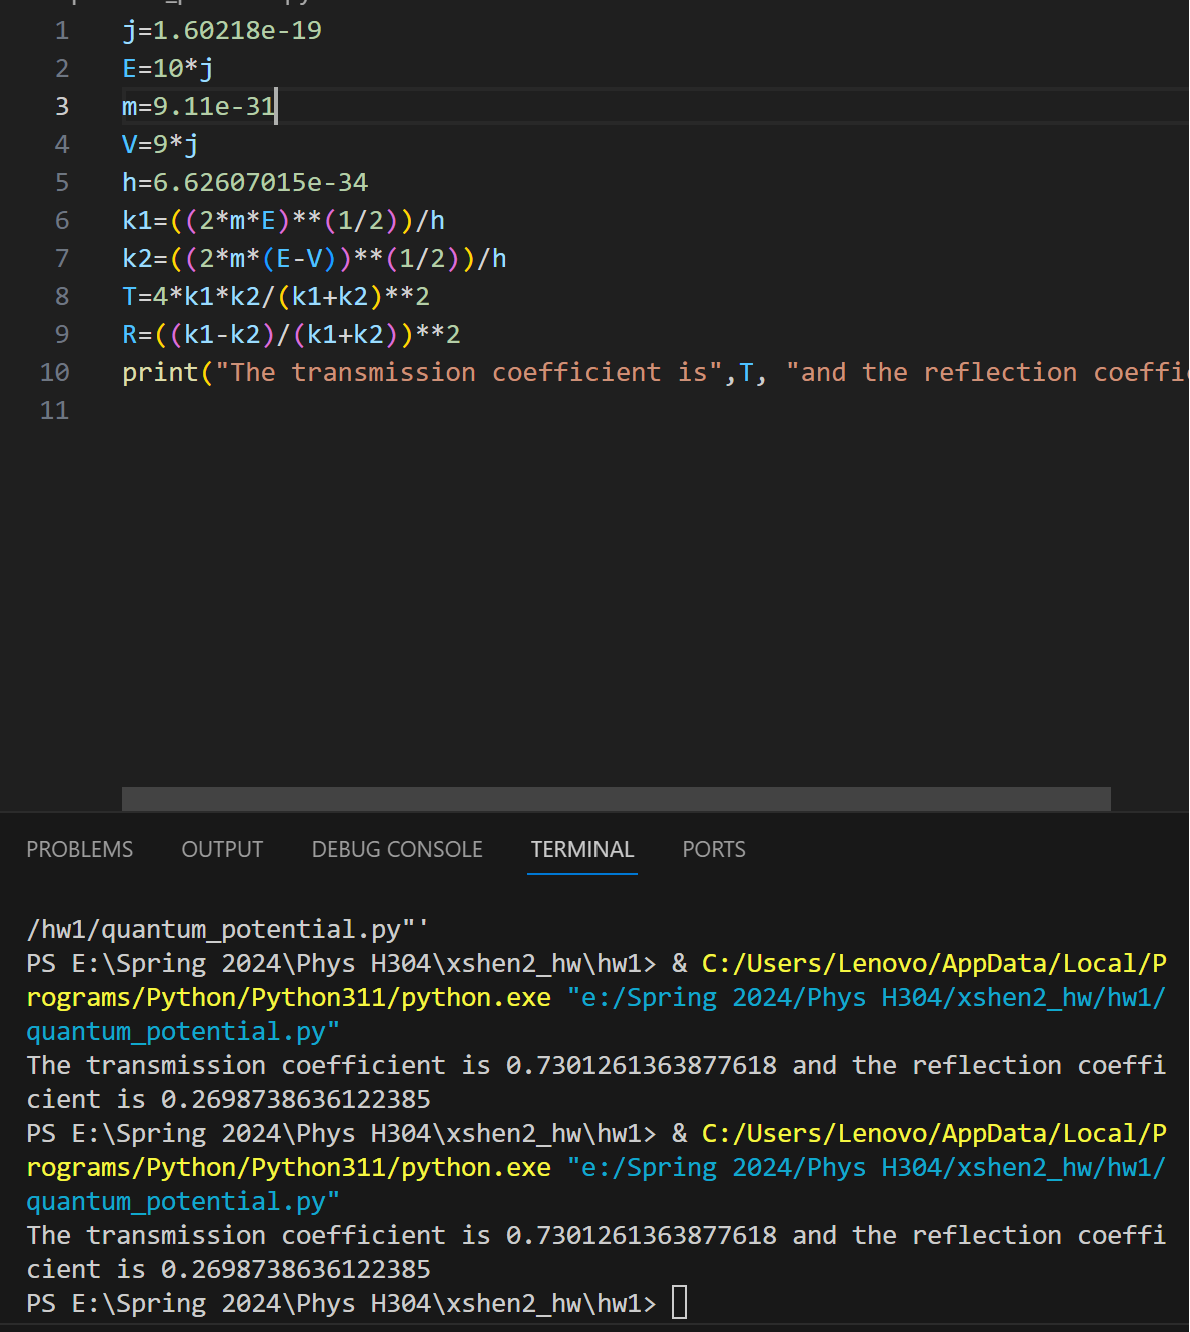 1 j=1.60218e-19
2 E=10*j
3 m=9.11e-31
4 V=9*j
5 h=6.62607015e-34
6 k1=((2*m*E)**(1/2))/h
7 k2=((2*m*(E-V))**(1/2))/h
8 T=4*k1*k2/(k1+k2)**2
9 R=((k1-k2)/(k1+k2))**2
10 print("The transmission coefficient is",T, "and the reflection coeffi
11
PROBLEMS OUTPUT DEBUG CONSOLE TERMINAL PORTS
/hw1/quantum_potential.py"'
PS E:\Spring 2024\Phys H304\xshen2_hw\hw1> & C:/Users/Lenovo/AppData/Local/P
rograms/Python/Python311/python.exe "e:/Spring 2024/Phys H304/xshen2_hw/hw1/
quantum_potential.py"
The transmission coefficient is 0.7301261363877618 and the reflection coeffi
cient is 0.2698738636122385
PS E:\Spring 2024\Phys H304\xshen2_hw\hw1> & C:/Users/Lenovo/AppData/Local/P
rograms/Python/Python311/python.exe "e:/Spring 2024/Phys H304/xshen2_hw/hw1/
quantum_potential.py"
The transmission coefficient is 0.7301261363877618 and the reflection coeffi
cient is 0.2698738636122385
PS E:\Spring 2024\Phys H304\xshen2_hw\hw1>